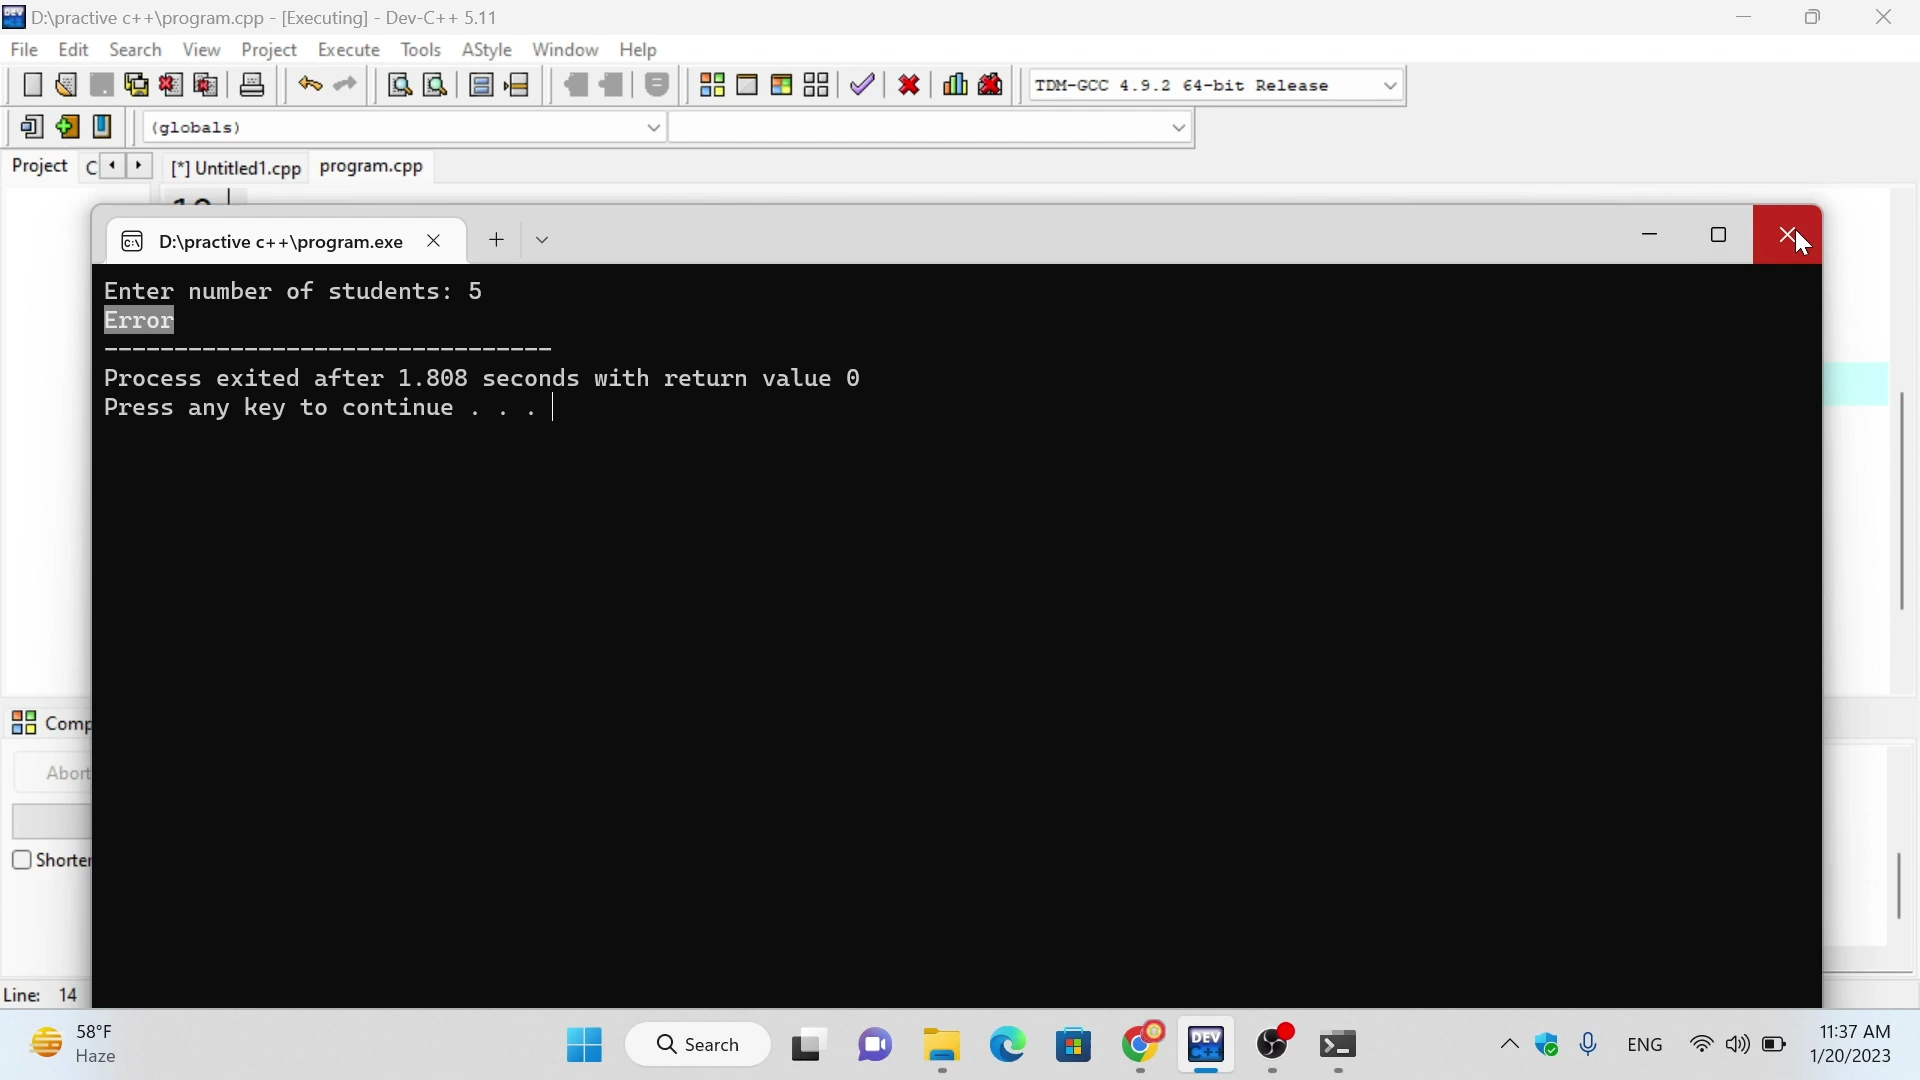 D:\practive c++\program.cpp - [Executing] - Dev-C++ 5.11
File Edit Search View Project Execute Tools AStyle Window Help
TDM-GCC 4.9.2 64-bit Release
(globals)
Project C [*] Untitled1.cpp program.cpp
D:\practive c++\program.exe
Enter number of students: 5
Error
--------------------------------
Process exited after 1.808 seconds with return value 0
Press any key to continue . . .
Comp
Abort
Shorten
Line: 14
58°F
Haze
Search
DEV C++
ENG
11:37 AM
1/20/2023